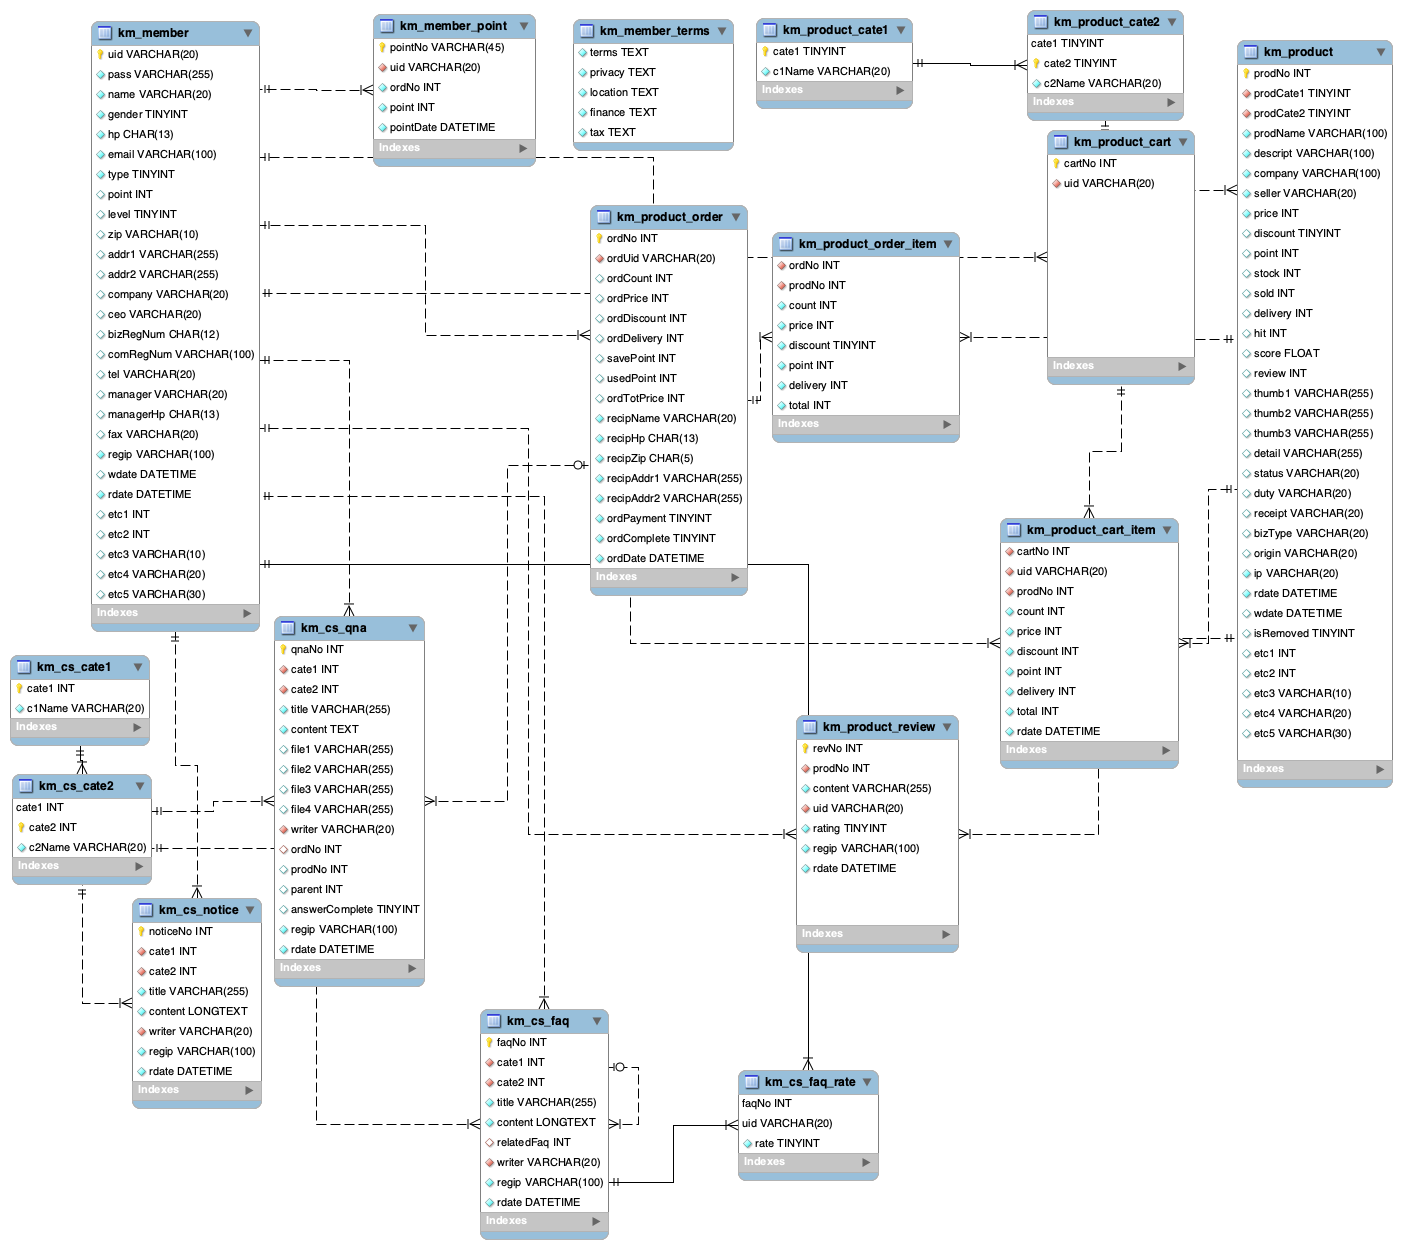 km_member
uid VARCHAR(20)
pass VARCHAR(255)
name VARCHAR(20)
gender TINYINT
hp CHAR(13)
email VARCHAR(100)
type TINYINT
point INT
level TINYINT
zip VARCHAR(10)
addr1 VARCHAR(255)
addr2 VARCHAR(255)
company VARCHAR(20)
ceo VARCHAR(20)
bizRegNum CHAR(12)
comRegNum VARCHAR(100)
tel VARCHAR(20)
manager VARCHAR(20)
managerHp CHAR(13)
fax VARCHAR(20)
regip VARCHAR(100)
wdate DATETIME
rdate DATETIME
etc1 INT
etc2 INT
etc3 VARCHAR(10)
etc4 VARCHAR(20)
etc5 VARCHAR(30)
Indexes
km_member_point
pointNo VARCHAR(45)
uid VARCHAR(20)
ordNo INT
point INT
pointDate DATETIME
Indexes
km_member_terms
terms TEXT
privacy TEXT
location TEXT
finance TEXT
tax TEXT
km_product_cate1
cate1 TINYINT
c1Name VARCHAR(20)
Indexes
km_product_cate2
cate1 TINYINT
cate2 TINYINT
c2Name VARCHAR(20)
Indexes
km_product
prodNo INT
prodCate1 TINYINT
prodCate2 TINYINT
prodName VARCHAR(100)
descript VARCHAR(100)
company VARCHAR(100)
seller VARCHAR(20)
price INT
discount TINYINT
point INT
stock INT
sold INT
delivery INT
hit INT
score FLOAT
review INT
thumb1 VARCHAR(255)
thumb2 VARCHAR(255)
thumb3 VARCHAR(255)
detail VARCHAR(255)
status VARCHAR(20)
duty VARCHAR(20)
receipt VARCHAR(20)
bizType VARCHAR(20)
origin VARCHAR(20)
ip VARCHAR(20)
rdate DATETIME
wdate DATETIME
isRemoved TINYINT
etc1 INT
etc2 INT
etc3 VARCHAR(10)
etc4 VARCHAR(20)
etc5 VARCHAR(30)
Indexes
km_product_cart
cartNo INT
uid VARCHAR(20)
Indexes
km_product_order
ordNo INT
ordUid VARCHAR(20)
ordCount INT
ordPrice INT
ordDiscount INT
ordDelivery INT
savePoint INT
usedPoint INT
ordTotPrice INT
recipName VARCHAR(20)
recipHp CHAR(13)
recipZip CHAR(5)
recipAddr1 VARCHAR(255)
recipAddr2 VARCHAR(255)
ordPayment TINYINT
ordComplete TINYINT
ordDate DATETIME
Indexes
km_product_order_item
ordNo INT
prodNo INT
count INT
price INT
discount TINYINT
point INT
delivery INT
total INT
Indexes
km_product_cart_item
cartNo INT
uid VARCHAR(20)
prodNo INT
count INT
price INT
discount INT
point INT
delivery INT
total INT
rdate DATETIME
Indexes
km_cs_qna
qnaNo INT
cate1 INT
cate2 INT
title VARCHAR(255)
content TEXT
file1 VARCHAR(255)
file2 VARCHAR(255)
file3 VARCHAR(255)
file4 VARCHAR(255)
writer VARCHAR(20)
ordNo INT
prodNo INT
parent INT
answerComplete TINYINT
regip VARCHAR(100)
rdate DATETIME
Indexes
km_cs_cate1
cate1 INT
c1Name VARCHAR(20)
Indexes
km_cs_cate2
cate1 INT
cate2 INT
c2Name VARCHAR(20)
Indexes
km_cs_notice
noticeNo INT
cate1 INT
cate2 INT
title VARCHAR(255)
content LONGTEXT
writer VARCHAR(20)
regip VARCHAR(100)
rdate DATETIME
Indexes
km_product_review
revNo INT
prodNo INT
content VARCHAR(255)
uid VARCHAR(20)
rating TINYINT
regip VARCHAR(100)
rdate DATETIME
Indexes
km_cs_faq
faqNo INT
cate1 INT
cate2 INT
title VARCHAR(255)
content LONGTEXT
relatedFaq INT
writer VARCHAR(20)
regip VARCHAR(100)
rdate DATETIME
Indexes
km_cs_faq_rate
faqNo INT
uid VARCHAR(20)
rate TINYINT
Indexes